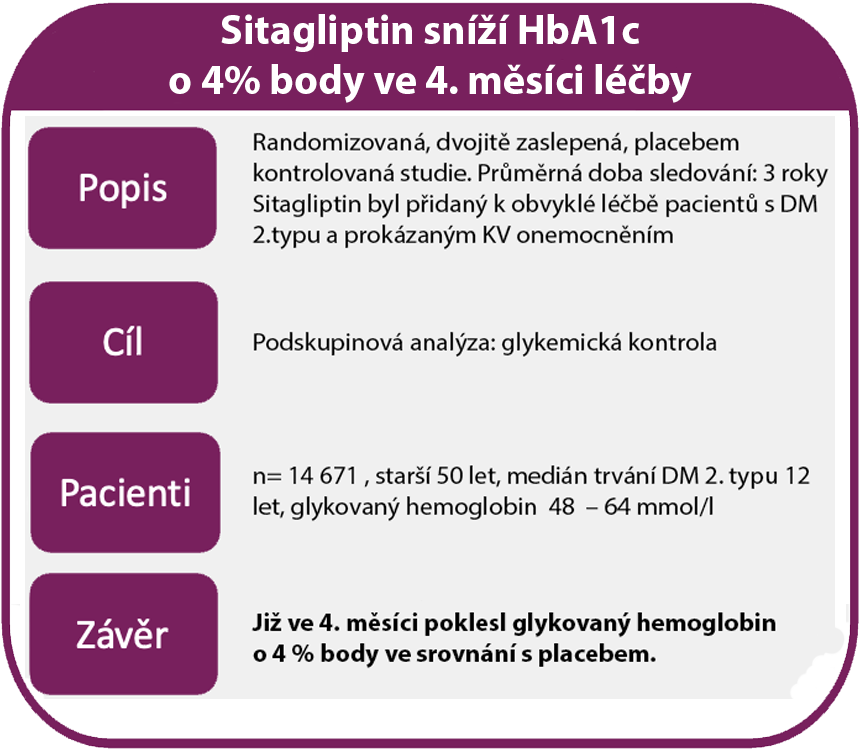 Sitagliptin sníží HbA1c
o 4% body ve 4. měsíci léčby
Popis
Randomizovaná, dvojitě zaslepená, placebem
kontrolovaná studie. Průměrná doba sledování: 3 roky
Sitagliptin byl přidaný k obvyklé léčbě pacientů s DM
2.typu a prokázaným KV onemocněním
Cíl
Podskupinová analýza: glykemická kontrola
Pacienti
n= 14 671 , starší 50 let, medián trvání DM 2. typu 12
let, glykovaný hemoglobin 48 – 64 mmol/l
Závěr
Již ve 4. měsíci poklesl glykovaný hemoglobin
o 4 % body ve srovnání s placebem.